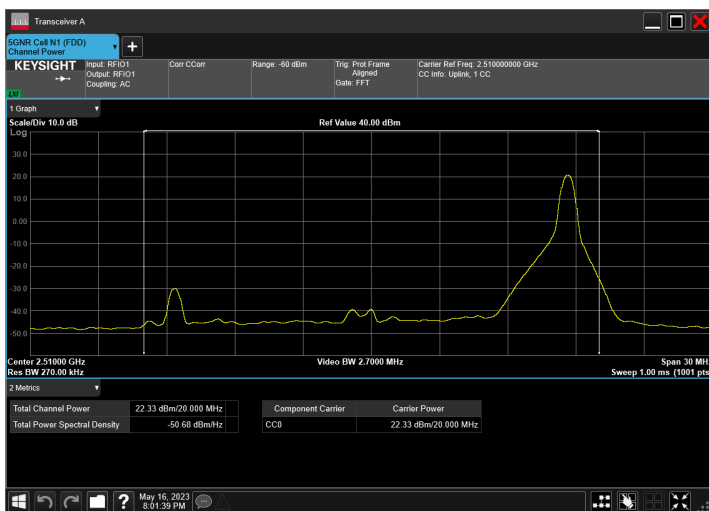 Transceiver A
5GNR Cell N1 (FDD)
Channel Power
KEYSIGHT
LXI
Input: RFIO1
Output: RFIO1
Coupling: AC
Corr CCorr
Range: -60 dBm
Trig: Prot Frame
Aligned
Gate: FFT
Carrier Ref Freq: 2.510000000 GHz
CC Info: Uplink, 1 CC
1 Graph
Scale/Div 10.0 dB
Ref Value 40.00 dBm
Log
30.0
20.0
10.0
0.00
-10.0
-20.0
-30.0
-40.0
-50.0
Center 2.51000 GHz
Video BW 2.7000 MHz
Span 30 MH
Res BW 270.00 kHz
Sweep 1.00 ms (1001 pts
2 Metrics
Total Channel Power 22.33 dBm/20.000 MHz
Total Power Spectral Density -50.68 dBm/Hz
Component Carrier Carrier Power
CC0 22.33 dBm/20.000 MHz
May 16, 2023
8:01:39 PM